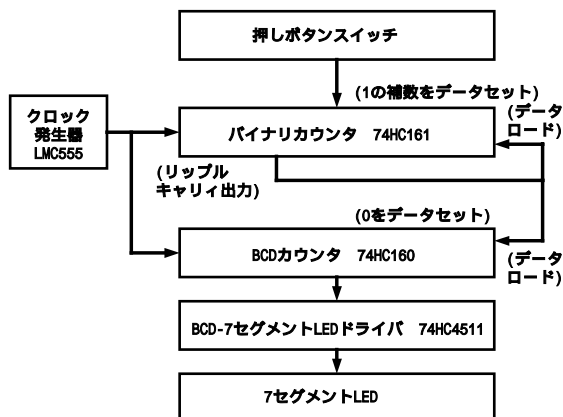 押しボタンスイッチ
(1の補数をデータセット)
クロック
発生器
LMC555
バイナリカウンタ 74HC161
(データ
ロード)
(リップル
キャリィ出力)
(0をデータセット)
BCDカウンタ 74HC160
(データ
ロード)
BCD-7セグメントLEDドライバ 74HC4511
7セグメントLED